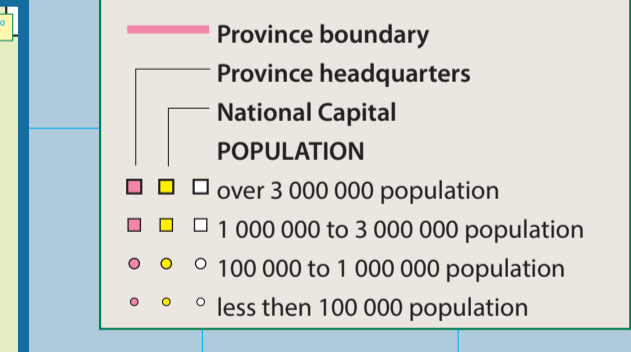 Province boundary
Province headquarters
National Capital
POPULATION
over 3 000 000 population
1 000 000 to 3 000 000 population
100 000 to 1 000 000 population
less then 100 000 population